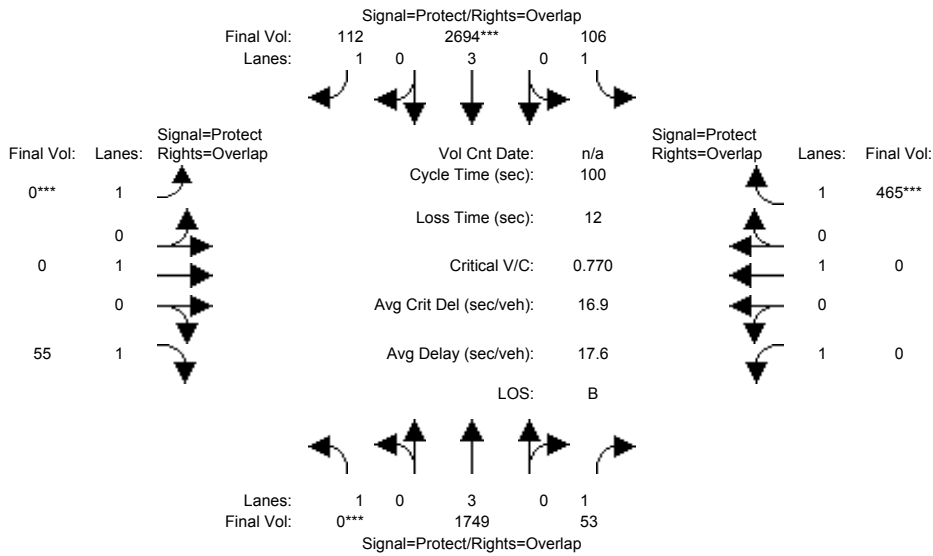 Signal=Protect/Rights=Overlap
Final Vol: 112 2694*** 106
Lanes: 1 0 3 0 1
Signal=Protect Signal=Protect
Final Vol: Lanes: Rights=Overlap Vol Cnt Date: n/a Rights=Overlap Lanes: Final Vol:
Cycle Time (sec): 100
0*** 1 1 465***
Loss Time (sec): 12
0 0
0 1 Critical V/C: 0.770 1 0
0 Avg Crit Del (sec/veh): 16.9 0
55 1 Avg Delay (sec/veh): 17.6 1 0
LOS: B
Lanes: 1 0 3 0 1
Final Vol: 0*** 1749 53
Signal=Protect/Rights=Overlap